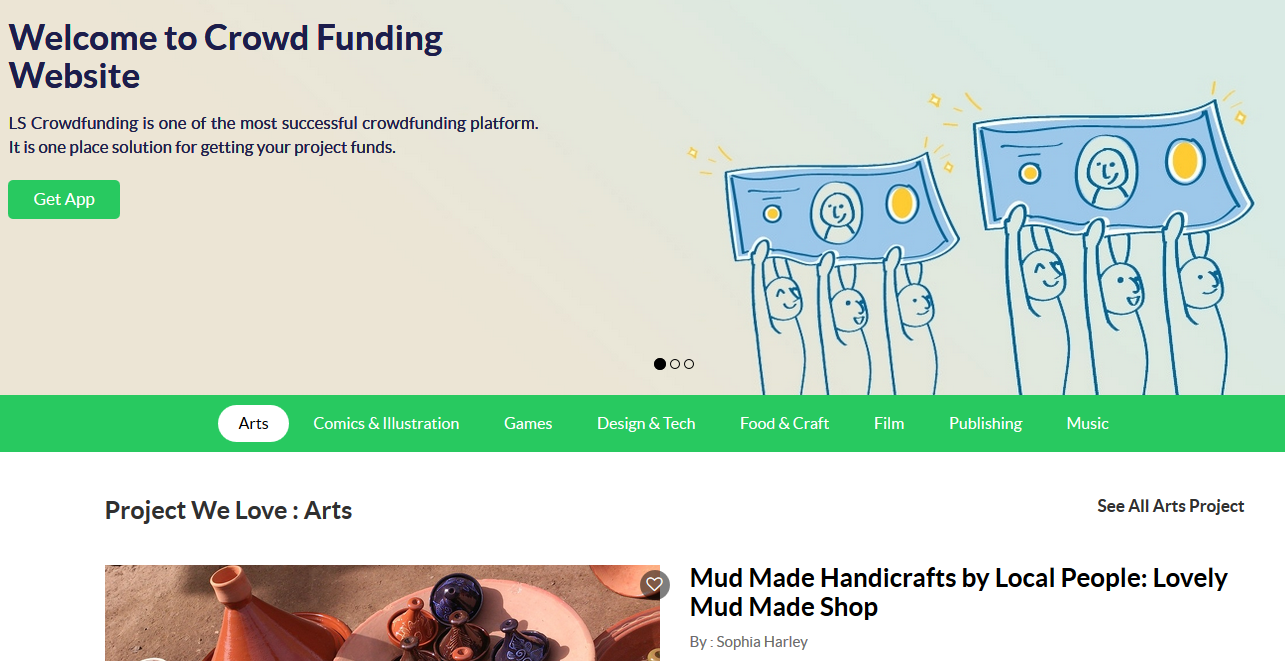 Welcome to Crowd Funding
Website
LS Crowdfunding is one of the most successful crowdfunding platform.
It is one place solution for getting your project funds.
Get App
Arts
Comics & Illustration
Games
Design & Tech
Food & Craft
Film
Publishing
Music
Project We Love : Arts
See All Arts Project
Mud Made Handicrafts by Local People: Lovely
Mud Made Shop
By : Sophia Harley